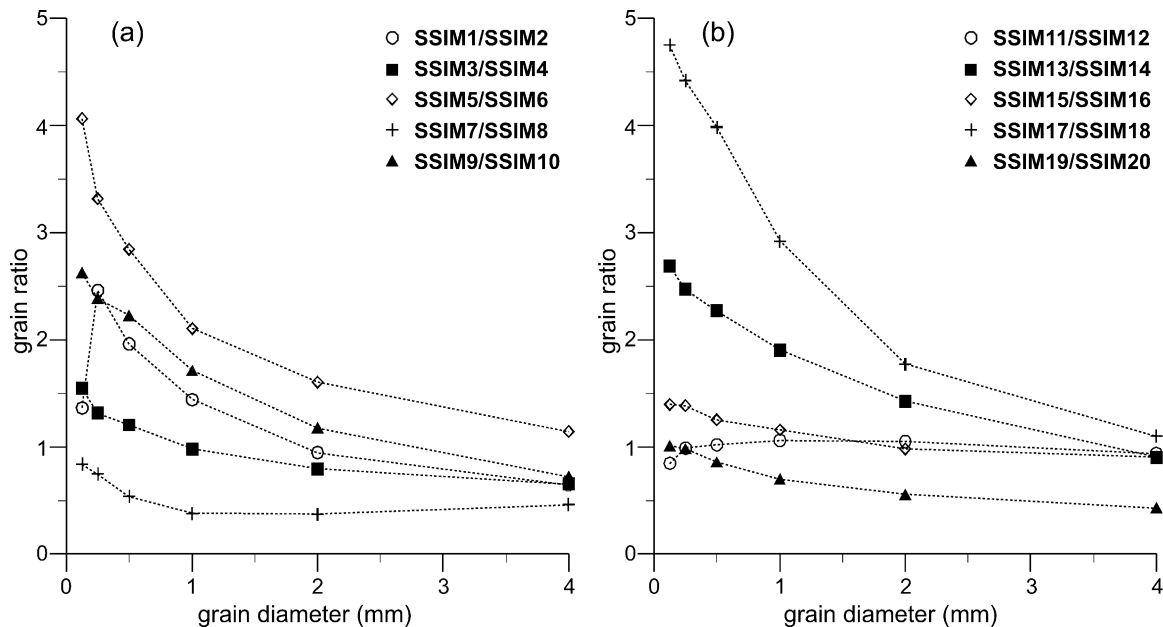 (a)
SSIM1/SSIM2
SSIM3/SSIM4
SSIM5/SSIM6
SSIM7/SSIM8
SSIM9/SSIM10
5
4
3
2
1
0
grain ratio
0 1 2 3 4
grain diameter (mm)
(b)
SSIM11/SSIM12
SSIM13/SSIM14
SSIM15/SSIM16
SSIM17/SSIM18
SSIM19/SSIM20
5
4
3
2
1
0
grain ratio
0 1 2 3 4
grain diameter (mm)